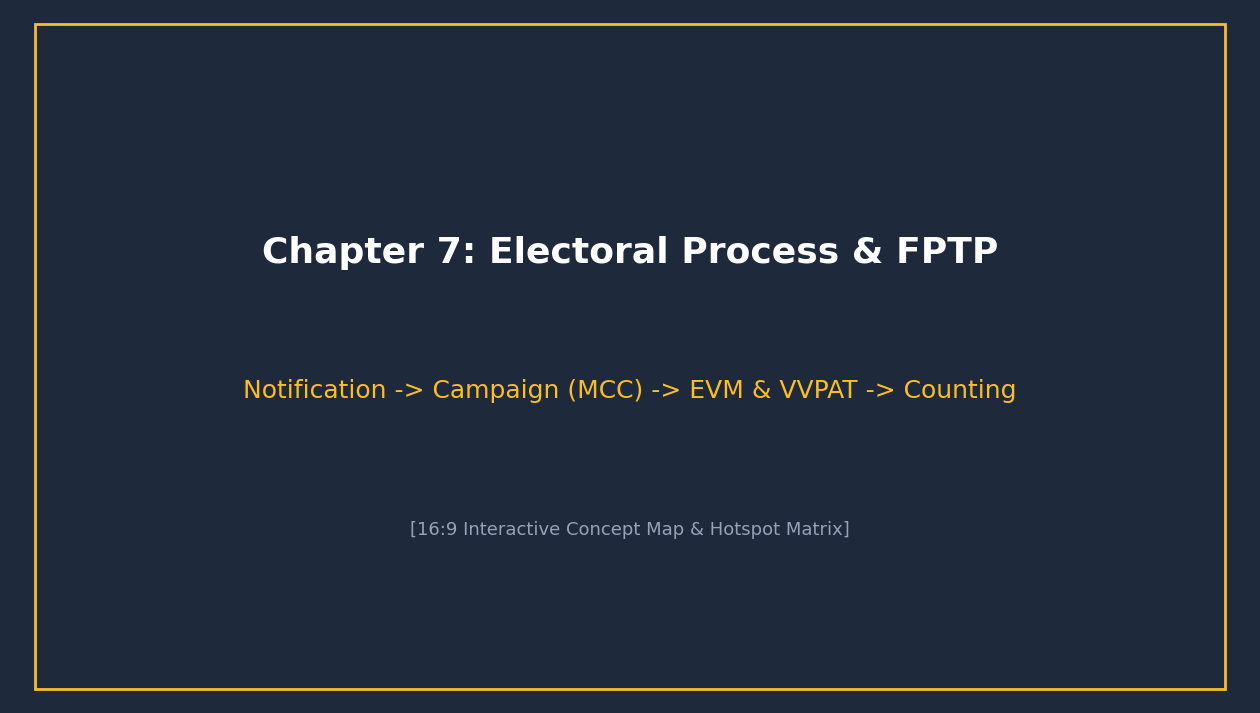 Chapter 7: Electoral Process & FPTP
Notification -> Campaign (MCC) -> EVM & VVPAT -> Counting
[16:9 Interactive Concept Map & Hotspot Matrix]